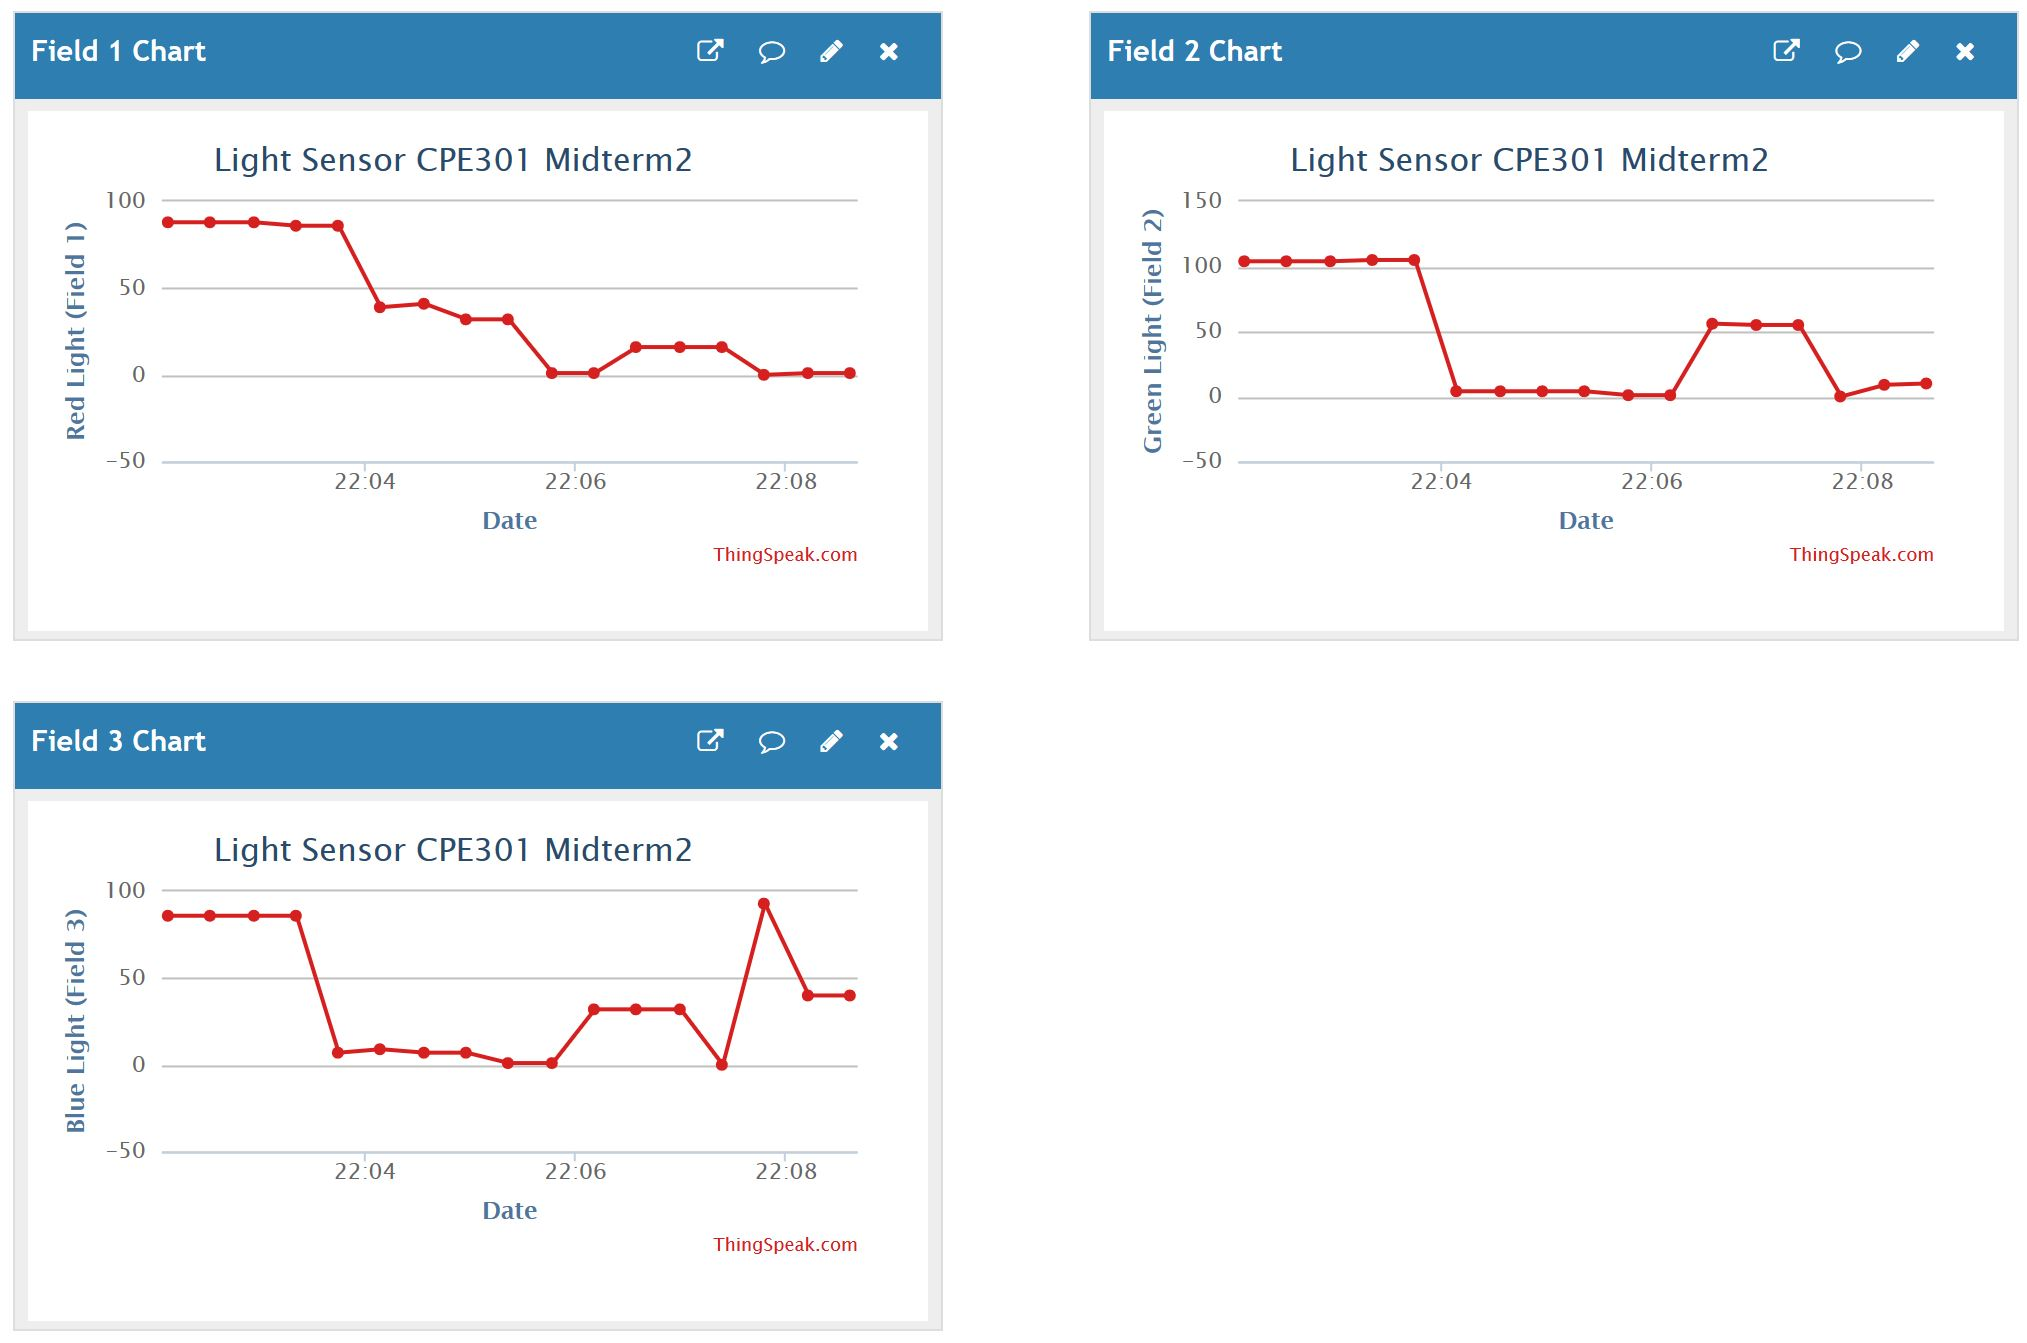 Field 1 Chart
Light Sensor CPE301 Midterm2
Red Light (Field 1)
100
50
0
-50
22:04 22:06 22:08
Date
ThingSpeak.com
Field 2 Chart
Light Sensor CPE301 Midterm2
Green Light (Field 2)
150
100
50
0
-50
22:04 22:06 22:08
Date
ThingSpeak.com
Field 3 Chart
Light Sensor CPE301 Midterm2
Blue Light (Field 3)
100
50
0
-50
22:04 22:06 22:08
Date
ThingSpeak.com